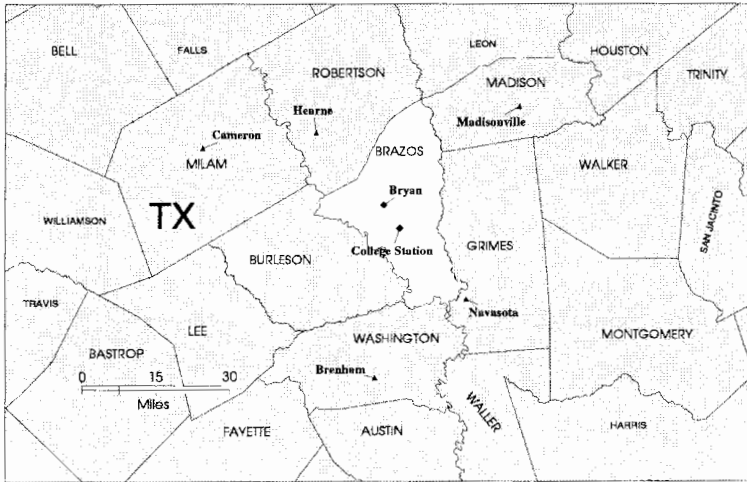 BELL
FALLS
LEON
HOUSTON
ROBERTSON
TRINITY
MADISON
Hearne
Madisonville
Cameron
BRAZOS
MILAM
WALKER
Bryan
WILLIAMSON
TX
SAN JACINTO
GRIMES
College Station
BURLESON
TRAVIS
Navasota
LEE
WASHINGTON
MONTGOMERY
BASTROP
Brenham
0 15 30
Miles
WALLER
FAYETTE
AUSTIN
HARRIS